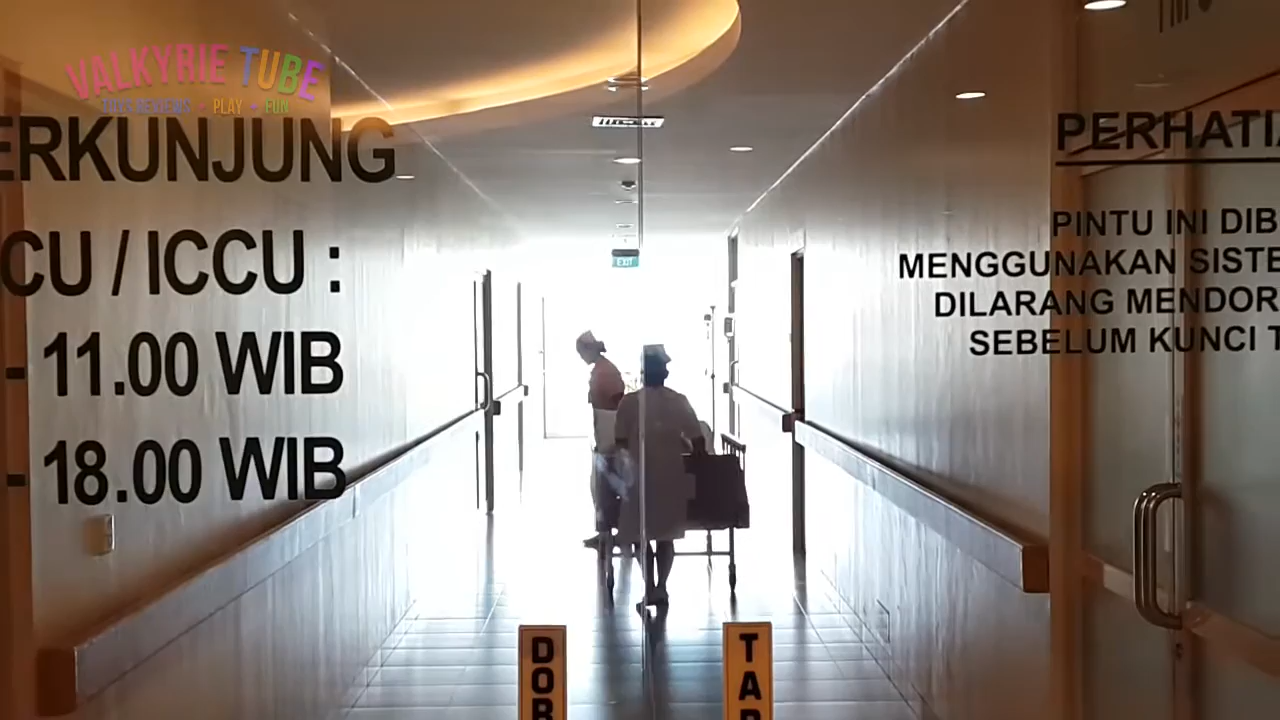 VALKYRIE TUBE
TOYS REVIEWS • PLAY • FUN
ERKUNJUNG
CU / ICCU :
- 11.00 WIB
- 18.00 WIB
EXIT
PERHATIA
PINTU INI DIB
MENGGUNAKAN SISTE
DILARANG MENDOR
SEBELUM KUNCI T
DOR
TAR